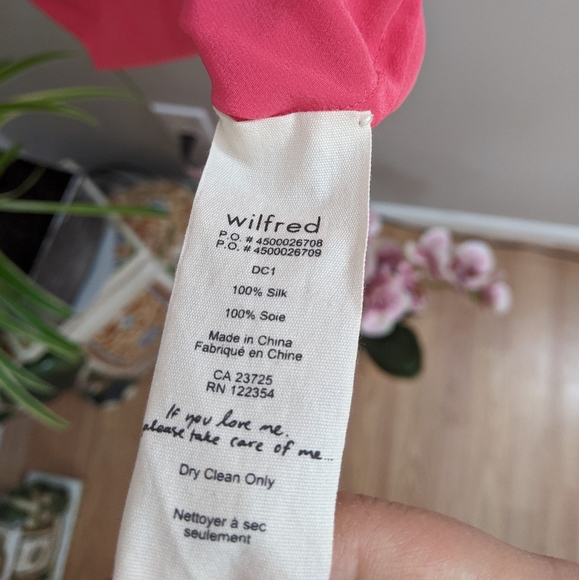 wilfred
P.O. # 4500026708
P.O. # 4500026709
DC1
100% Silk
100% Soie
Made in China
Fabriqué en Chine
CA 23725
RN 122354
If you love me.
please take care of me...
Dry Clean Only
Nettoyer à sec
seulement